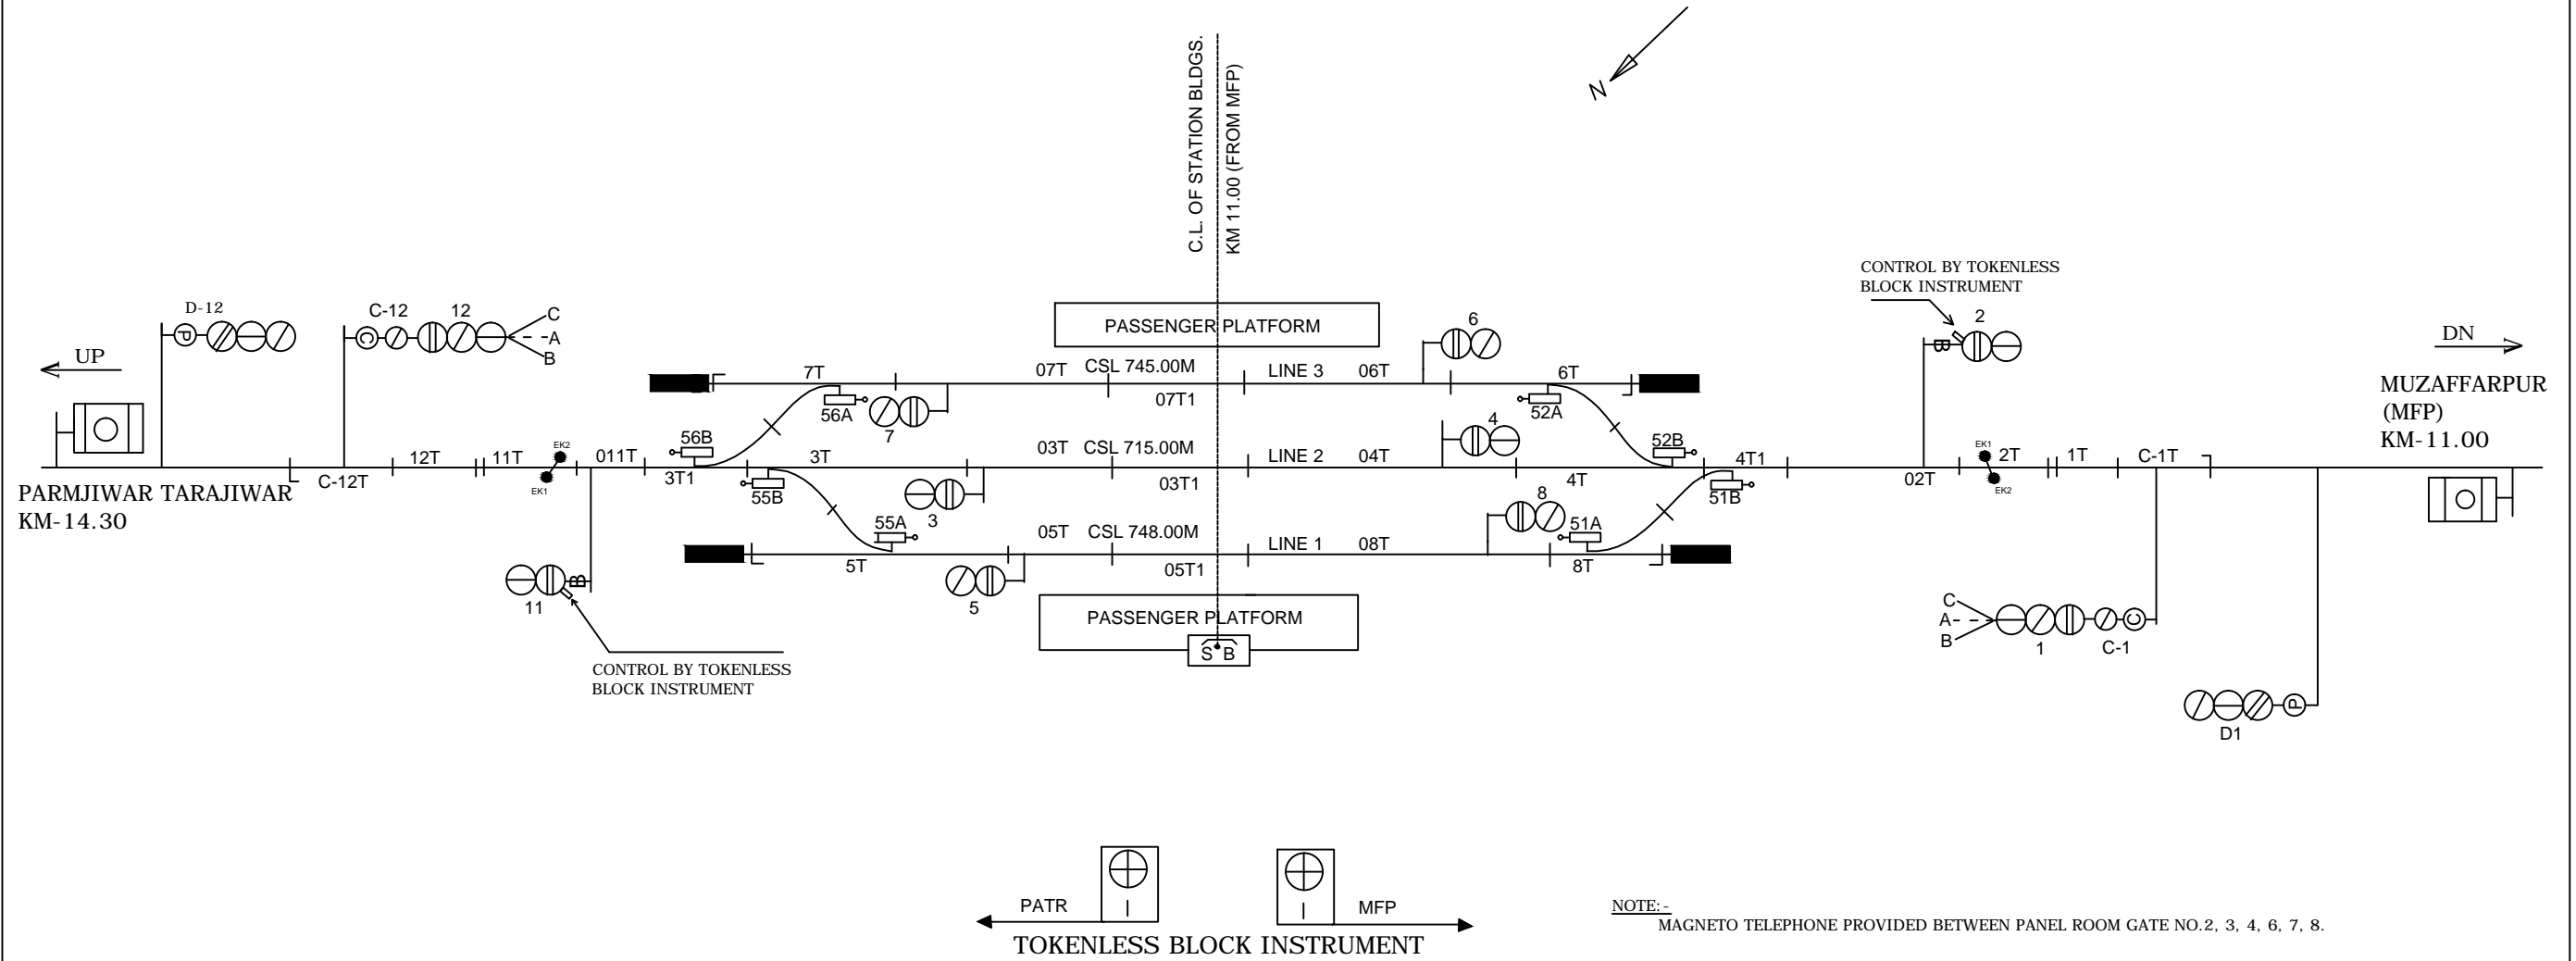 C.L. OF STATION BLDGS.
KM 11.00 (FROM MFP)
N
CONTROL BY TOKENLESS
BLOCK INSTRUMENT
D-12
C-12 12
C
A
B
P
C
UP
PASSENGER PLATFORM
6
2
B
DN
MUZAFFARPUR
(MFP)
KM-11.00
7T 07T CSL 745.00M LINE 3 06T 6T
07T1
56A
7
52A
4
56B
52B
EK2
EK1
12T 11T 011T 3T 03T CSL 715.00M LINE 2 04T 4T1 2T 1T C-1T
C-12T 3T1 03T1 4T 02T
EK1
EK2
PARMJIWAR TARAJIWAR
KM-14.30
55B
51B
3
8
55A
51A
05T CSL 748.00M LINE 1 08T
5T 05T1 8T
B
11
5
PASSENGER PLATFORM
S B
C
A
B
1
C-1
C
CONTROL BY TOKENLESS
BLOCK INSTRUMENT
P
D1
PATR MFP
TOKENLESS BLOCK INSTRUMENT
NOTE:-
MAGNETO TELEPHONE PROVIDED BETWEEN PANEL ROOM GATE NO.2, 3, 4, 6, 7, 8.